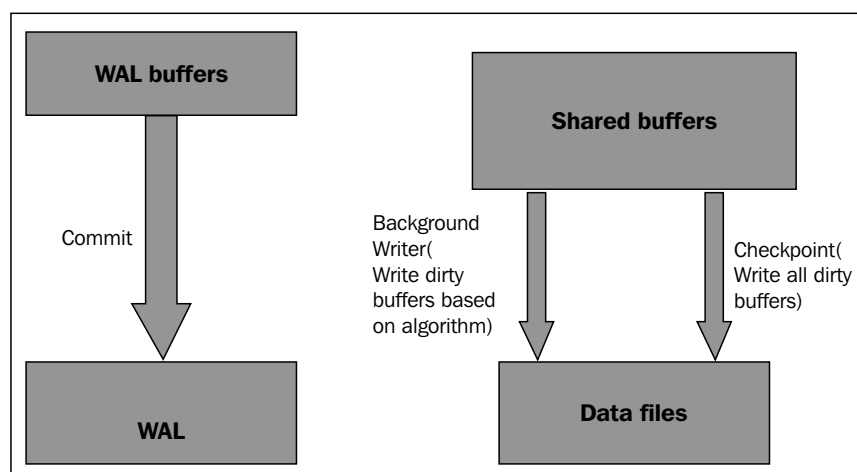 WAL buffers
Commit
WAL
Shared buffers
Background
Writer(
Write dirty
buffers based
on algorithm)
Checkpoint(
Write all dirty
buffers)
Data files